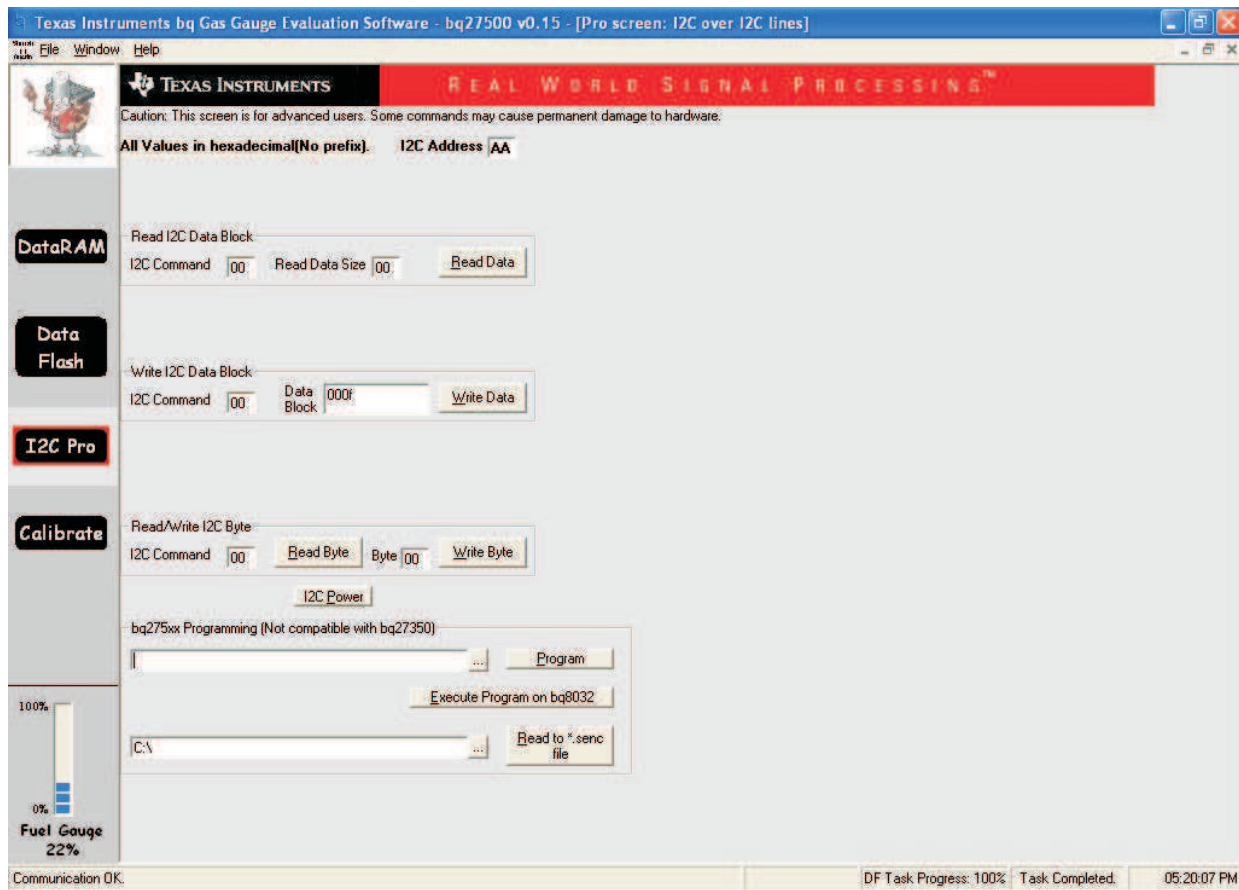 Texas Instruments bq Gas Gauge Evaluation Software - bq27500 v0.15 - [Pro screen: I2C over I2C lines]
File Window Help
TEXAS INSTRUMENTS REAL WORLD SIGNAL PROCESSING™
Caution: This screen is for advanced users. Some commands may cause permanent damage to hardware.
All Values in hexadecimal(No prefix). I2C Address AA
DataRAM
Read I2C Data Block
I2C Command 00 Read Data Size 00 Read Data
Data
Flash
Write I2C Data Block
I2C Command 00 Data Block 000f Write Data
I2C Pro
Calibrate
Read/Write I2C Byte
I2C Command 00 Read Byte Byte 00 Write Byte
I2C Power
bq275xx Programming (Not compatible with bq27350)
... Program
Execute Program on bq8032
C:\ ... Read to *.senc file
100%
0%
Fuel Gauge
22%
Communication OK. DF Task Progress: 100% Task Completed. 05:20:07 PM